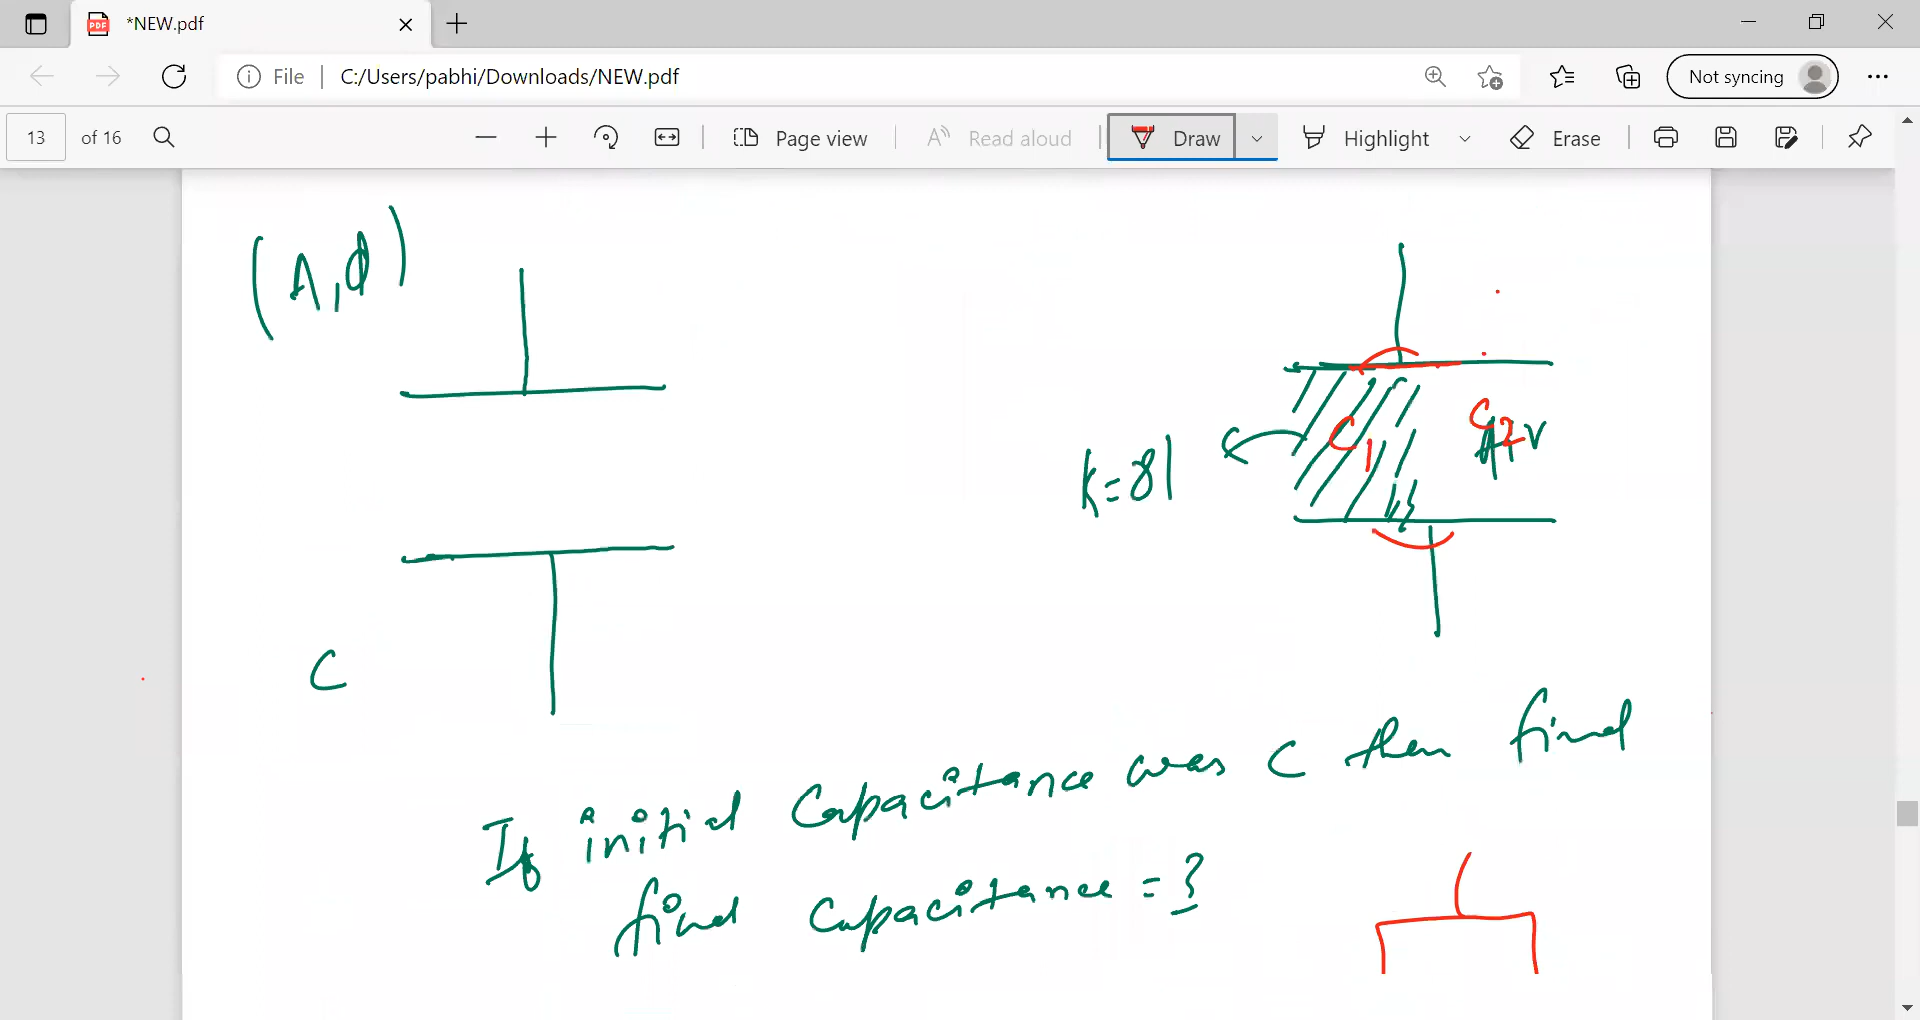 *NEW.pdf
File | C:/Users/pabhi/Downloads/NEW.pdf
Not syncing
13 of 16
Page view
Read aloud
Draw
Highlight
Erase
(A,d)
C
k=81
C1
C2
If initial Capacitance was C then find
final Capacitance = ?